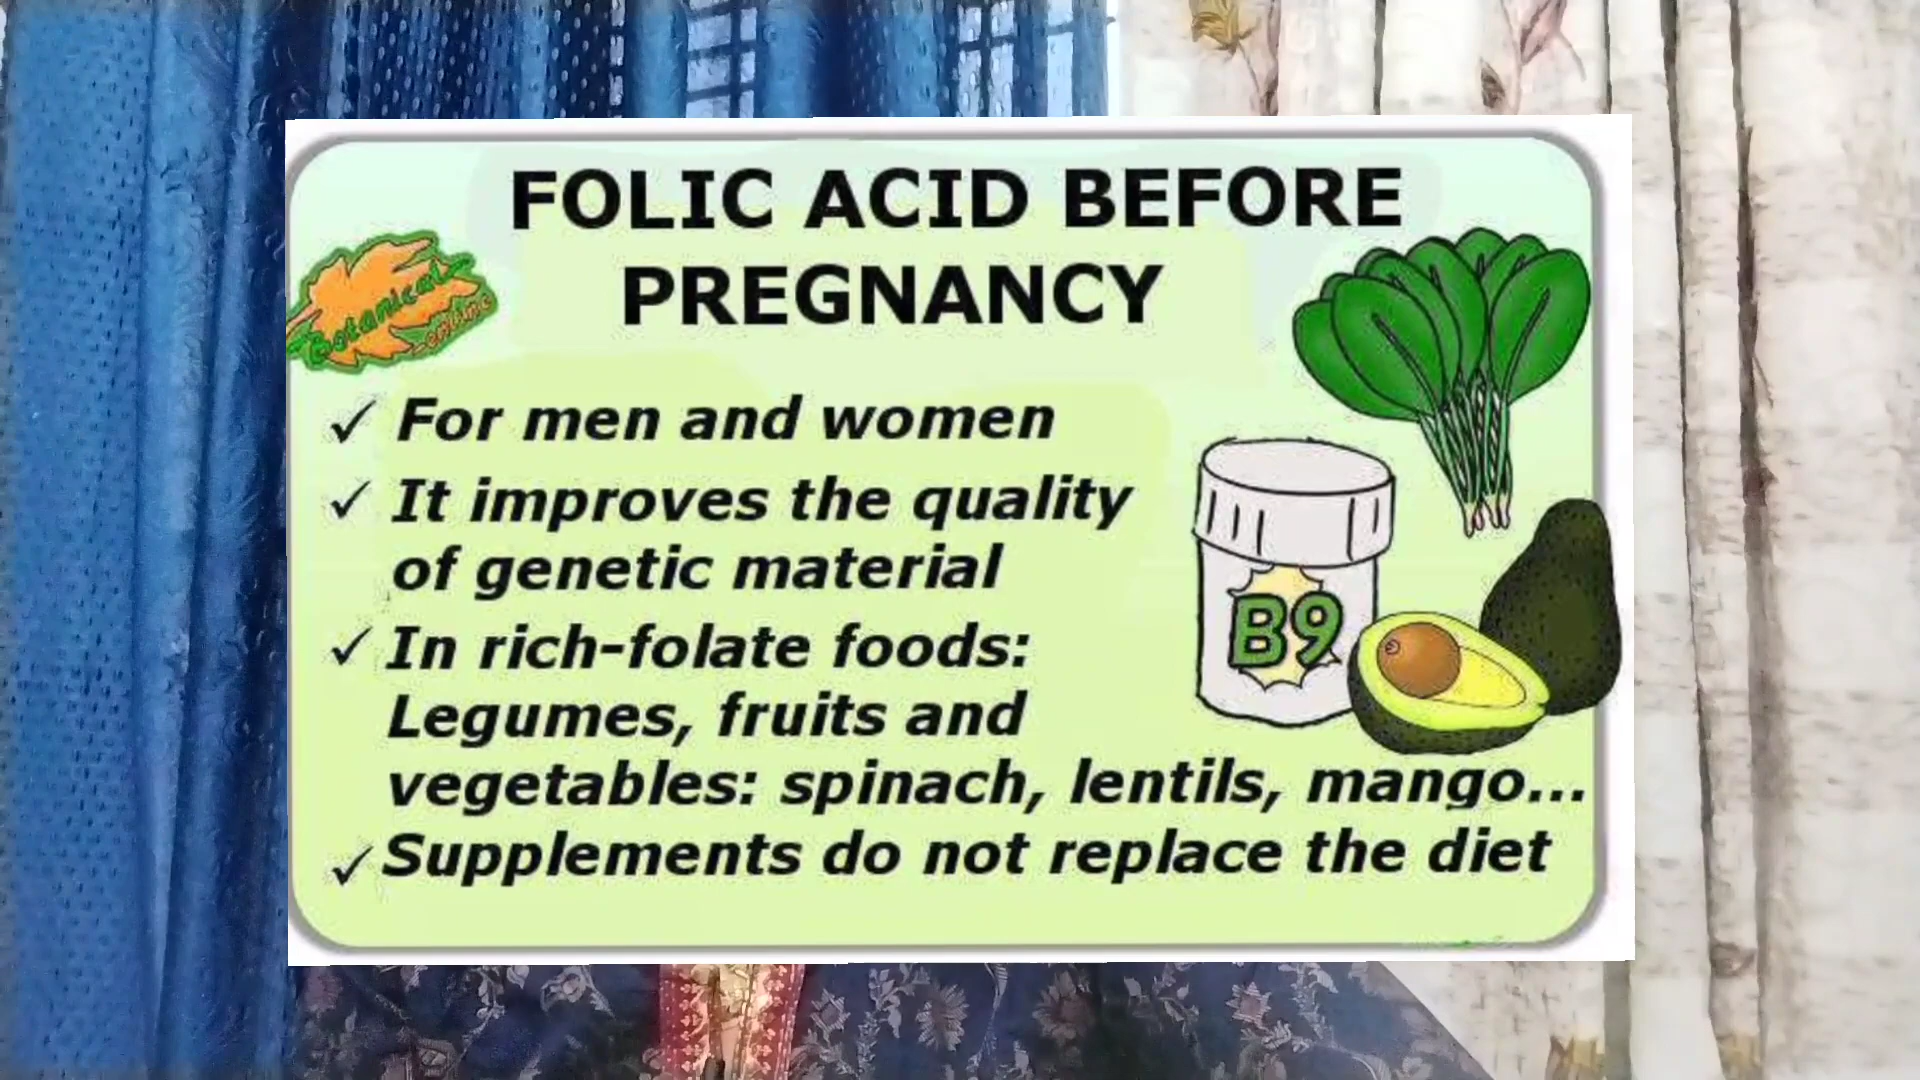 FOLIC ACID BEFORE
PREGNANCY
Botanical
online
For men and women
It improves the quality
of genetic material
In rich-folate foods:
Legumes, fruits and
vegetables: spinach, lentils, mango...
Supplements do not replace the diet
B9